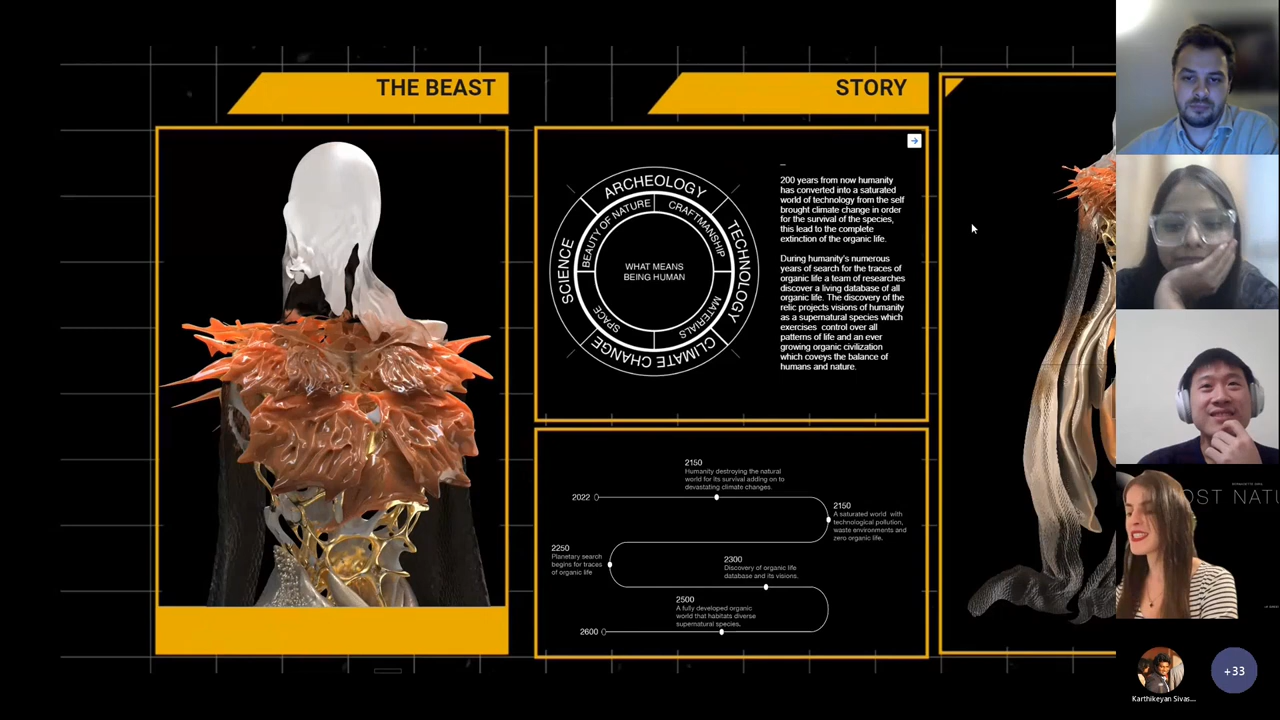 THE BEAST
STORY
ARCHEOLOGY
TECHNOLOGY
CLIMATE CHANGE
SCIENCE
BEAUTY OF NATURE
CRAFTMANSHIP
MATERIALS
SPACE
WHAT MEANS
BEING HUMAN
200 years from now humanity
has converted into a saturated
world of technology from the self
brought climate change in order
for the survival of the species,
this lead to the complete
extinction of the organic life.
During humanity's numerous
years of search for the traces of
organic life a team of researches
discover a living database of all
organic life. The discovery of the
relic projects visions of humanity
as a supernatural species which
exercises control over all
patterns of life and an ever
growing organic civilization
which coveys the balance of
humans and nature.
2022
2150
Humanity destroying the natural
world for its survival adding on to
devastating climate changes.
2150
A saturated world with
technological pollution,
waste environments and
zero organic life.
2250
Planetary search
begins for traces
of organic life
2300
Discovery of organic life
database and its visions.
2500
A fully developed organic
world that habitats diverse
supernatural species.
2600
OST NATU
Karthikeyan Sivas...
+33